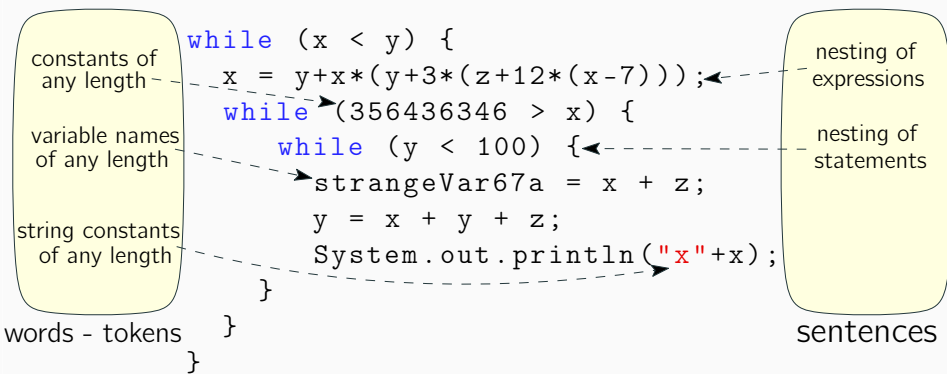 constants of
any length
variable names
of any length
string constants
of any length
words - tokens
while (x < y) {
x = y+x*(y+3*(z+12*(x-7)));
while (356436346 > x) {
while (y < 100) {
strangeVar67a = x + z;
y = x + y + z;
System.out.println("x"+x);
}
}
}
nesting of
expressions
nesting of
statements
sentences